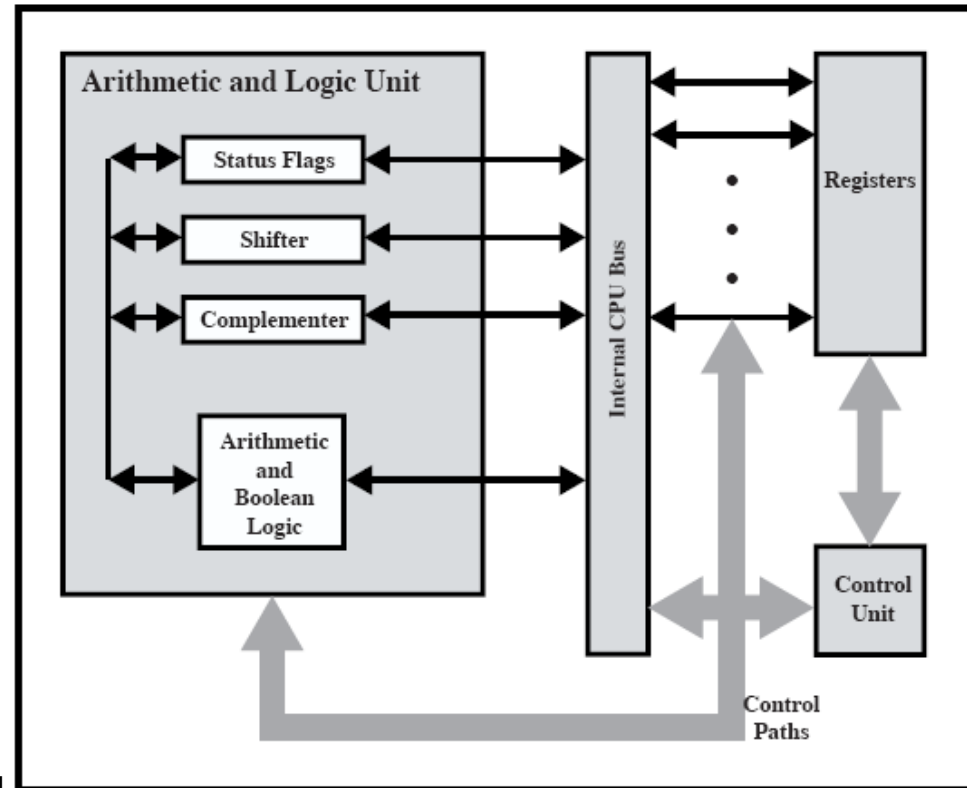 Arithmetic and Logic Unit
Status Flags
Shifter
Complementer
Arithmetic
and
Boolean
Logic
Internal CPU Bus
Registers
Control
Unit
Control
Paths